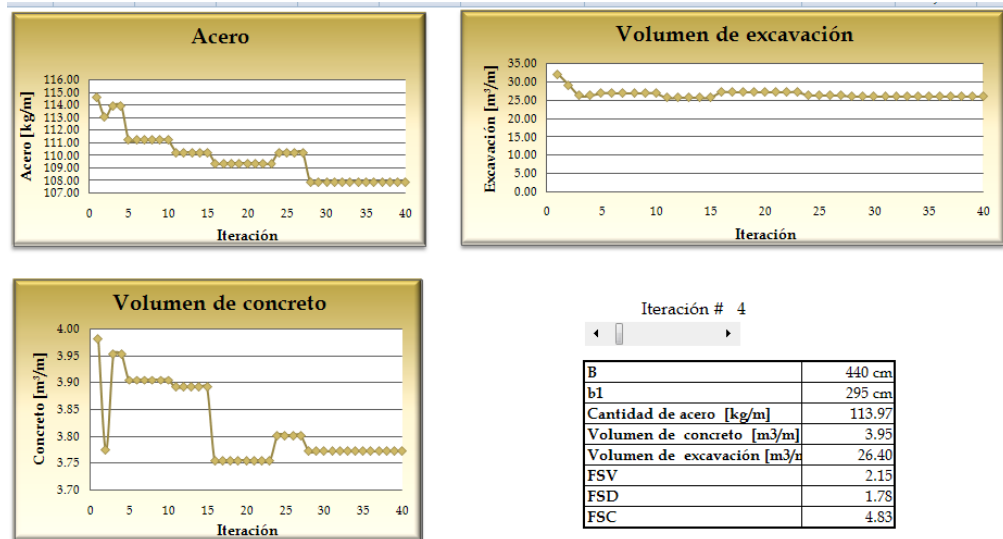 Acero
Acero [kg/m]
116.00
115.00
114.00
113.00
112.00
111.00
110.00
109.00
108.00
107.00
0 5 10 15 20 25 30 35 40
Iteración
Volumen de excavación
Excavación [m³/m]
35.00
30.00
25.00
20.00
15.00
10.00
5.00
0.00
0 5 10 15 20 25 30 35 40
Iteración
Volumen de concreto
Concreto [m³/m]
4.00
3.95
3.90
3.85
3.80
3.75
3.70
0 5 10 15 20 25 30 35 40
Iteración
Iteración # 4
B 440 cm
b1 295 cm
Cantidad de acero [kg/m] 113.97
Volumen de concreto [m3/m] 3.95
Volumen de excavación [m3/n 26.40
FSV 2.15
FSD 1.78
FSC 4.83